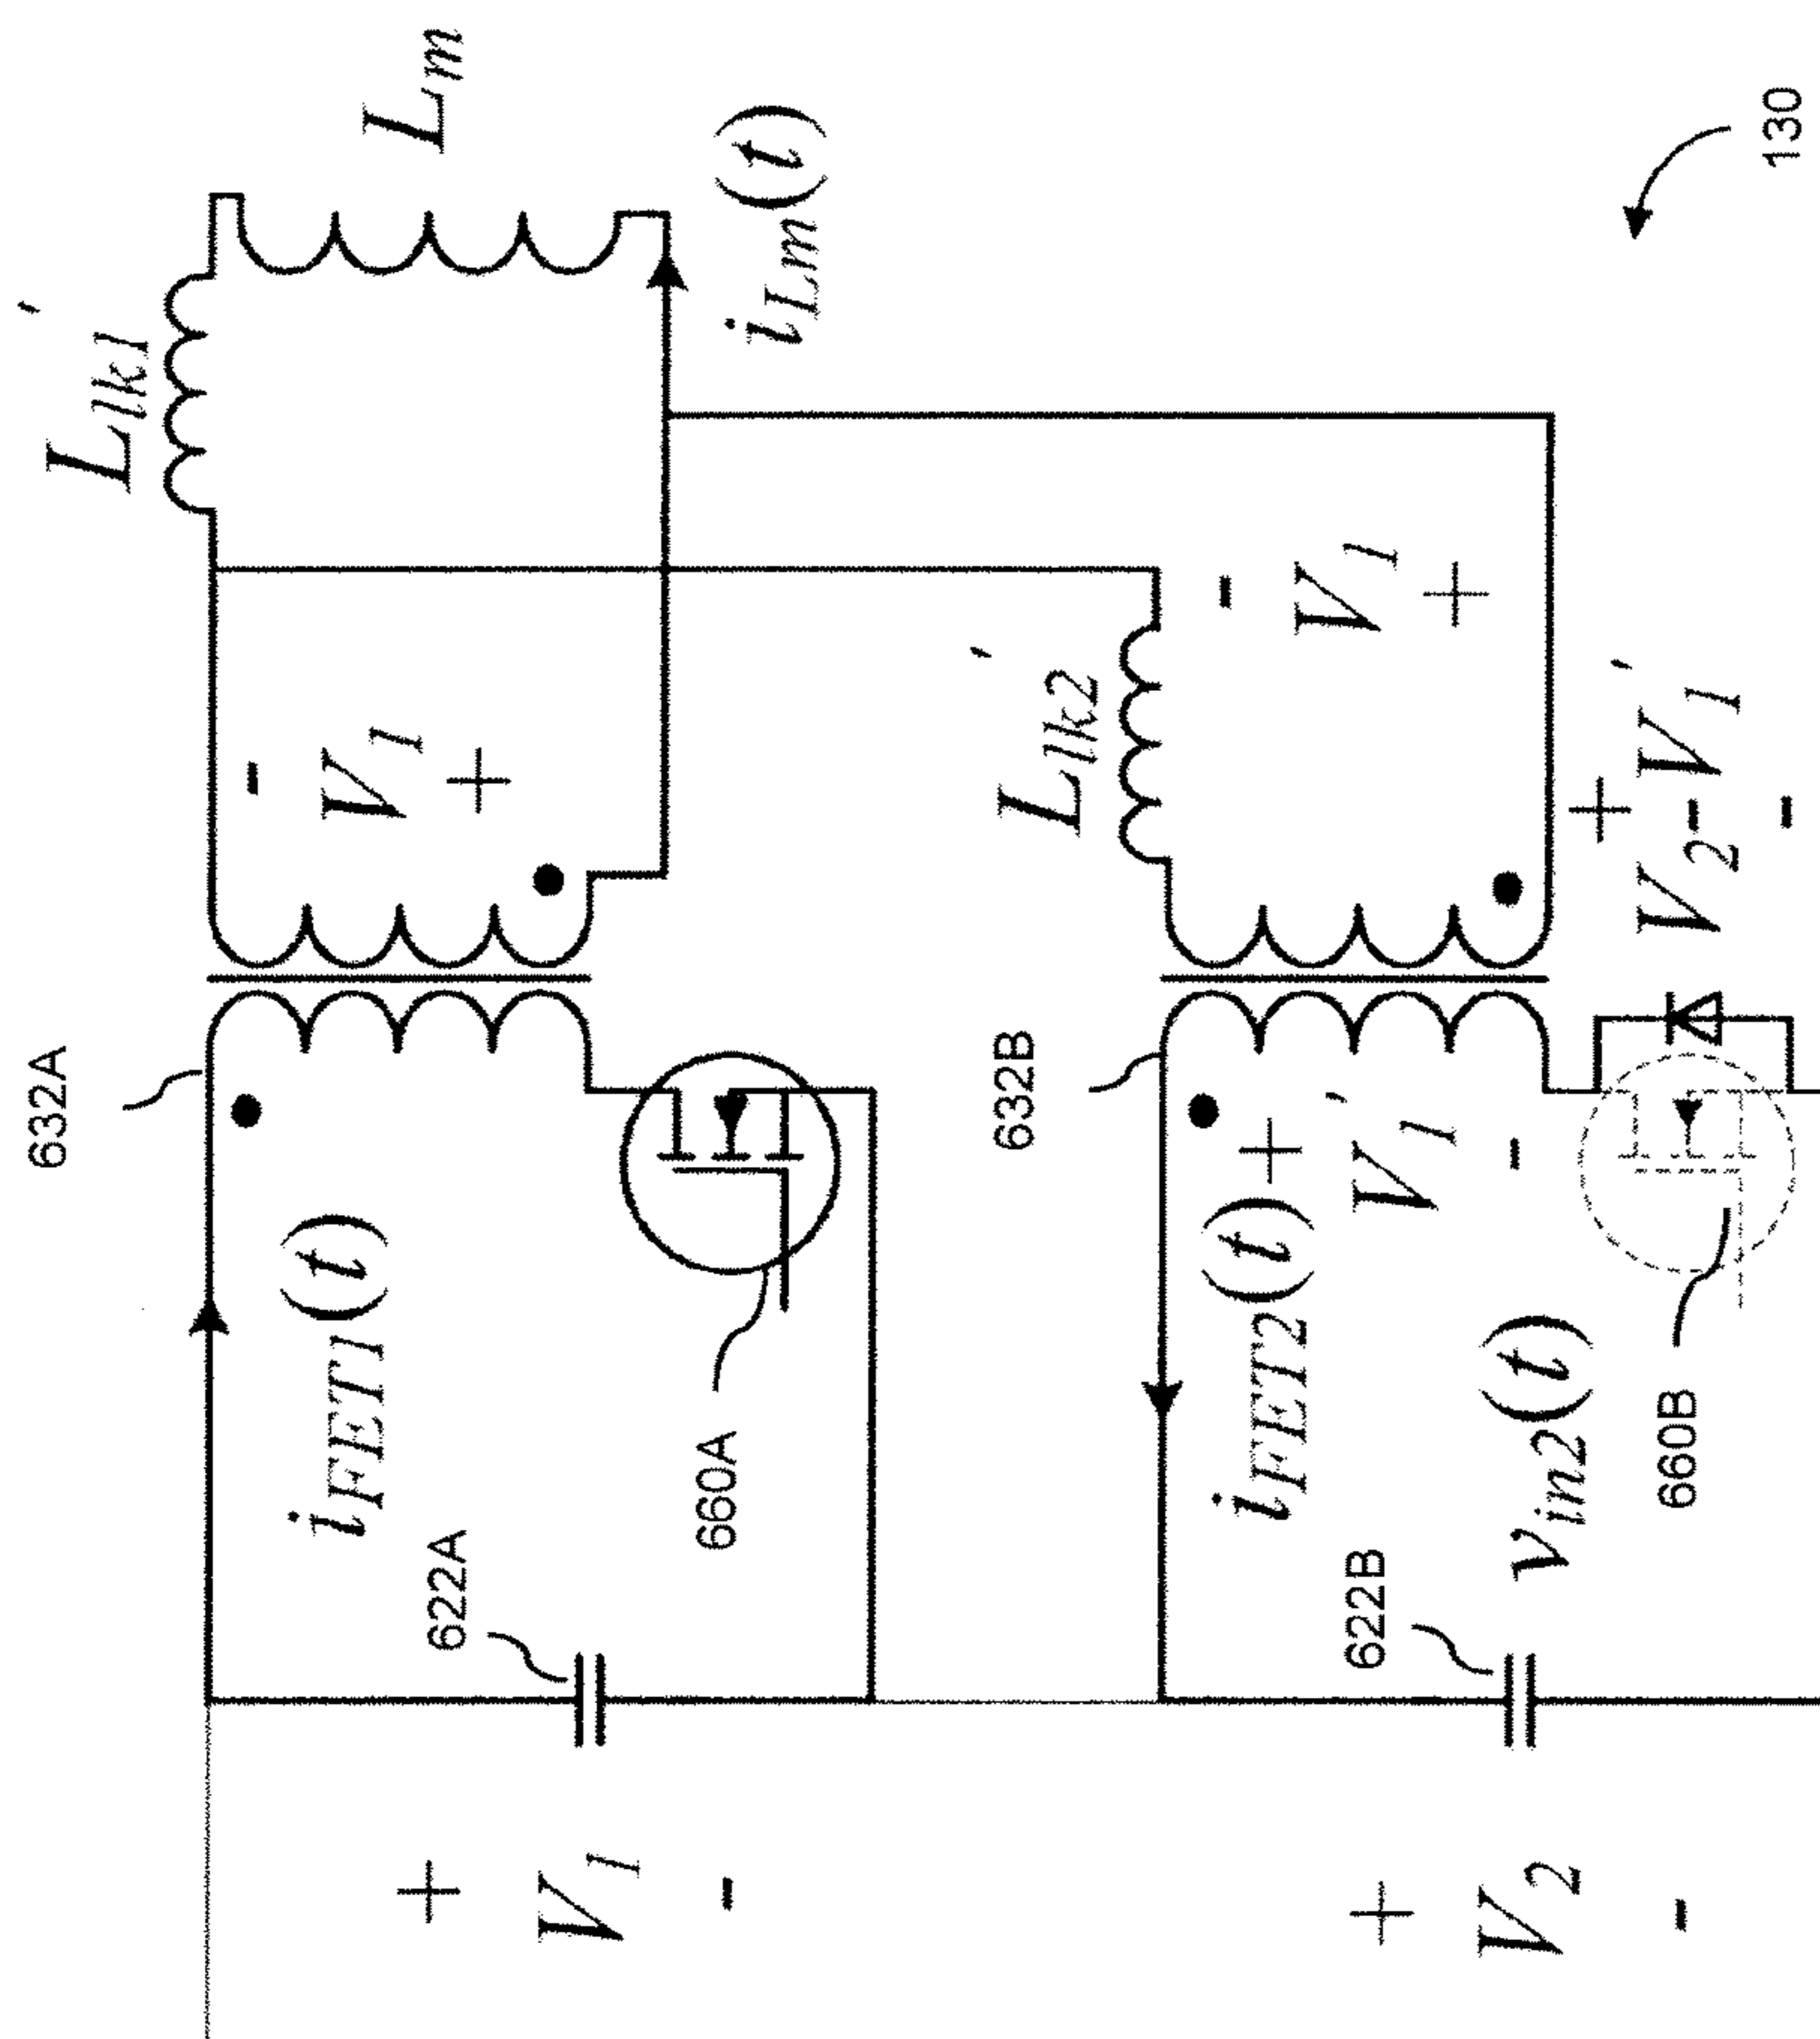 632A
L_lk1'
L_m
-
V_1
+
i_Lm(t)
i_FET1(t)
660A
622A
+
V_1
-
130
632B
L_lk2'
-
V_1
+
i_FET2(t)
+
V_1'
-
v_in2(t)
622B
660B
+
V_2-V_1'
-
+
V_2
-